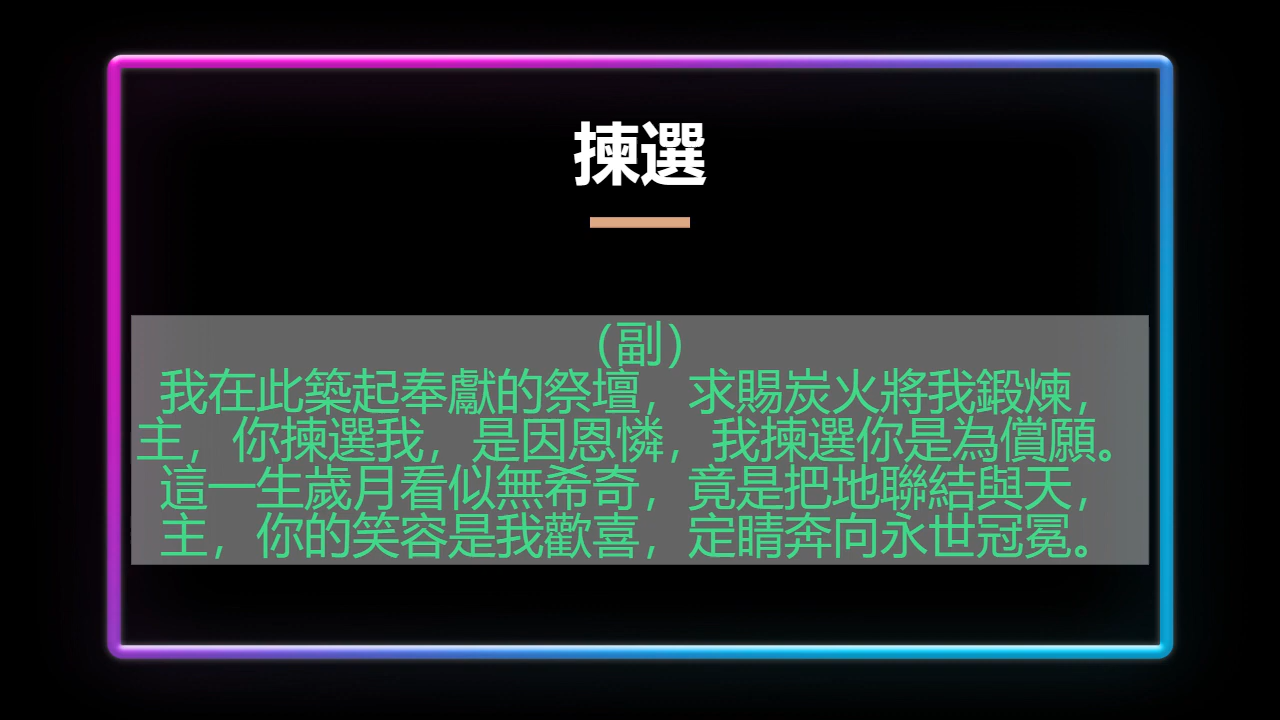 揀選
（副）
我在此築起奉獻的祭壇，求賜炭火將我鍛煉，
主，你揀選我，是因恩憐，我揀選你是為償願。
這一生歲月看似無希奇，竟是把地聯結與天，
主，你的笑容是我歡喜，定睛奔向永世冠冕。